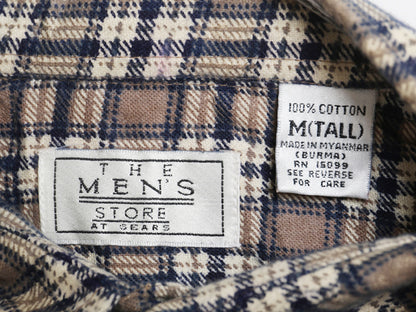 THE
MEN'S
STORE
AT SEARS
100% COTTON
M(TALL)
MADE IN MYANMAR
(BURMA)
RN 15099
SEE REVERSE
FOR CARE